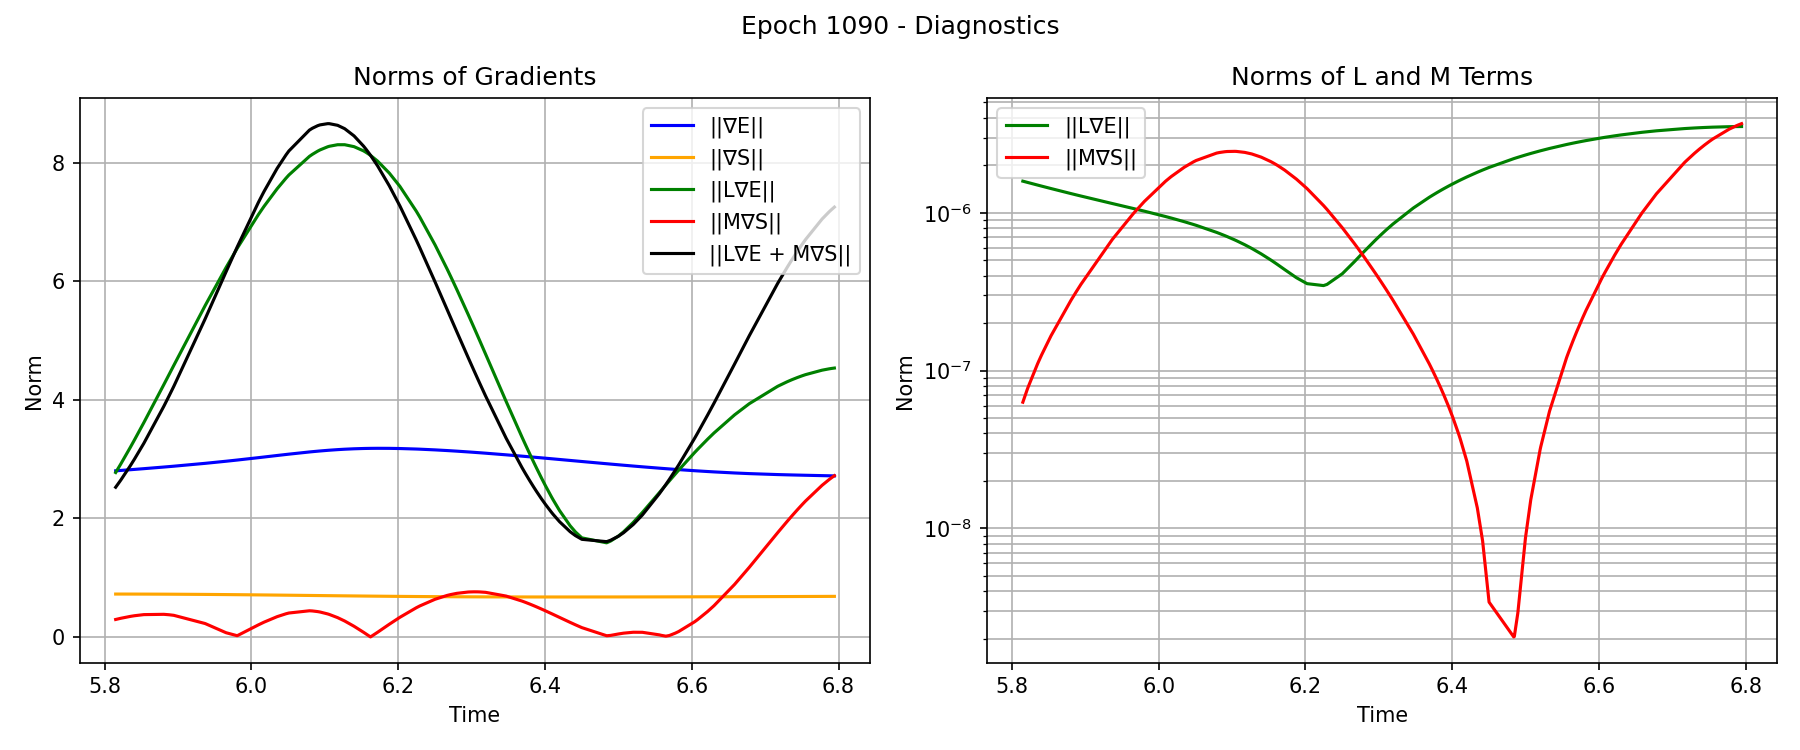 Epoch 1090 - Diagnostics
Norms of Gradients
Norm
8
6
4
2
0
||∇E||
||∇S||
||L∇E||
||M∇S||
||L∇E + M∇S||
5.8 6.0 6.2 6.4 6.6 6.8
Time
Norms of L and M Terms
Norm
10⁻⁶
10⁻⁷
10⁻⁸
||L∇E||
||M∇S||
5.8 6.0 6.2 6.4 6.6 6.8
Time